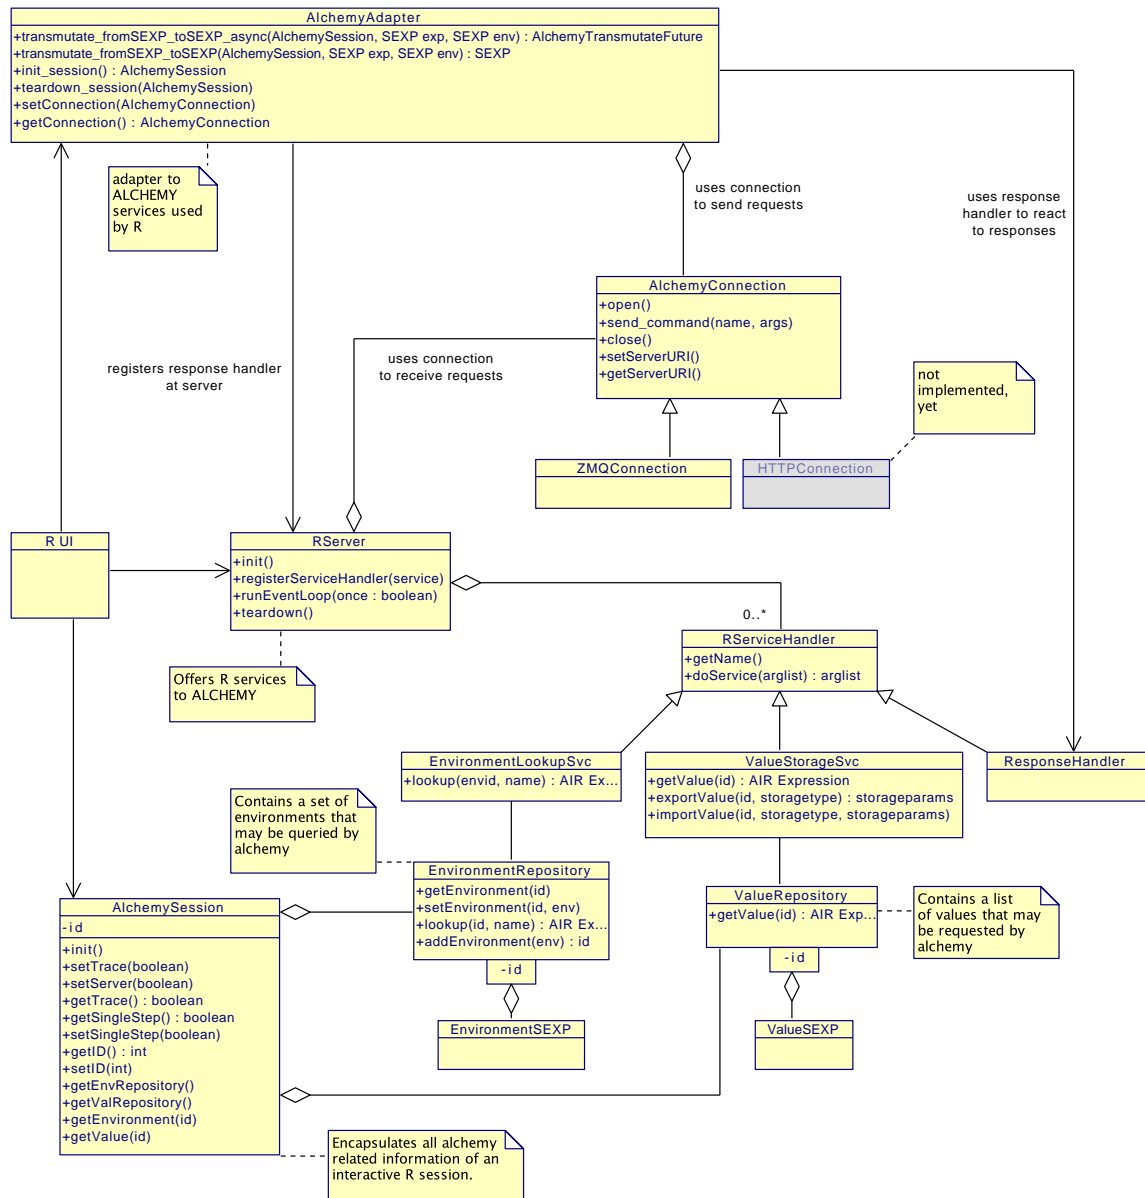 AlchemyAdapter
+transmutate_fromSEXP_toSEXP_async(AlchemySession, SEXP exp, SEXP env) : AlchemyTransmutateFuture
+transmutate_fromSEXP_toSEXP(AlchemySession, SEXP exp, SEXP env) : SEXP
+init_session() : AlchemySession
+teardown_session(AlchemySession)
+setConnection(AlchemyConnection)
+getConnection() : AlchemyConnection
adapter to
ALCHEMY
services used
by R
uses connection
to send requests
uses response
handler to react
to responses
AlchemyConnection
+open()
+send_command(name, args)
+close()
+setServerURI()
+getServerURI()
registers response handler
at server
uses connection
to receive requests
not
implemented,
yet
ZMQConnection
HTTPConnection
R UI
RServer
+init()
+registerServiceHandler(service)
+runEventLoop(once : boolean)
+teardown()
0..*
Offers R services
to ALCHEMY
RServiceHandler
+getName()
+doService(arglist) : arglist
EnvironmentLookupSvc
+lookup(envid, name) : AIR Ex...
ValueStorageSvc
+getValue(id) : AIR Expression
+exportValue(id, storagetype) : storageparams
+importValue(id, storagetype, storageparams)
ResponseHandler
Contains a set of
environments that
may be queried by
alchemy
EnvironmentRepository
+getEnvironment(id)
+setEnvironment(id, env)
+lookup(id, name) : AIR Ex...
+addEnvironment(env) : id
-id
EnvironmentSEXP
ValueRepository
+getValue(id) : AIR Exp...
-id
ValueSEXP
Contains a list
of values that may
be requested by
alchemy
AlchemySession
-id
+init()
+setTrace(boolean)
+setServer(boolean)
+getTrace() : boolean
+getSingleStep() : boolean
+setSingleStep(boolean)
+getID() : int
+setID(int)
+getEnvRepository()
+getValRepository()
+getEnvironment(id)
+getValue(id)
Encapsulates all alchemy
related information of an
interactive R session.